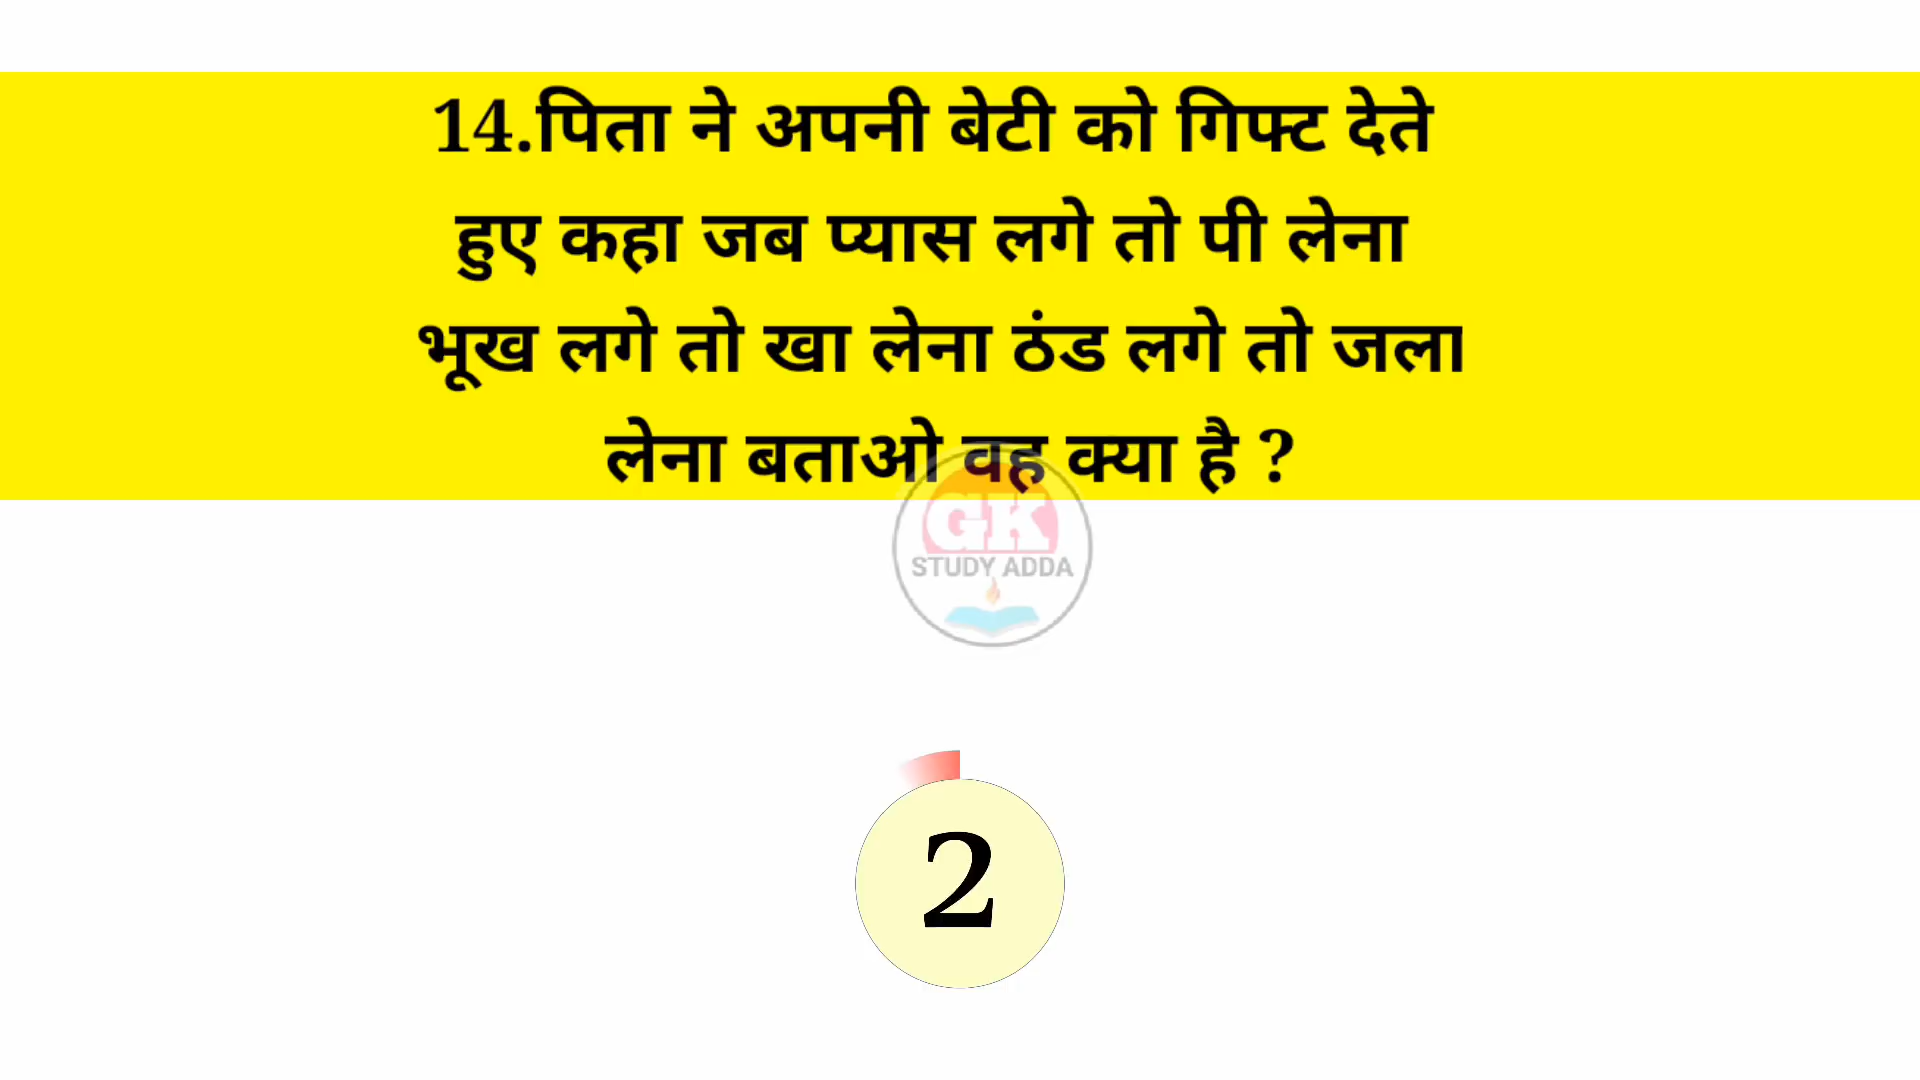 14.पिता ने अपनी बेटी को गिफ्ट देते
हुए कहा जब प्यास लगे तो पी लेना
भूख लगे तो खा लेना ठंड लगे तो जला
लेना बताओ वह क्या है ?
GK
STUDY ADDA
2